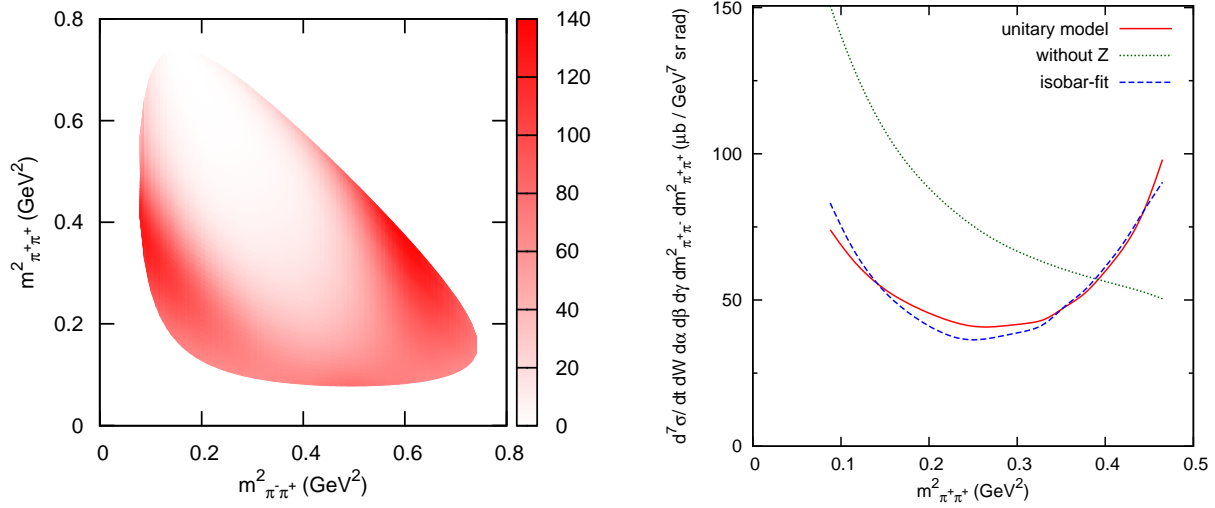 0.8
0.6
0.4
0.2
0
m²π⁺π⁺ (GeV²)
0 0.2 0.4 0.6 0.8
m²π⁻π⁺ (GeV²)
140
120
100
80
60
40
20
0
150
100
50
0
d⁷σ/ dt dW dα dβ dγ dm²π⁺π⁻ dm²π⁺π⁺ (μb / GeV⁷ sr rad)
unitary model
without Z
isobar-fit
0 0.1 0.2 0.3 0.4 0.5
m²π⁺π⁺ (GeV²)